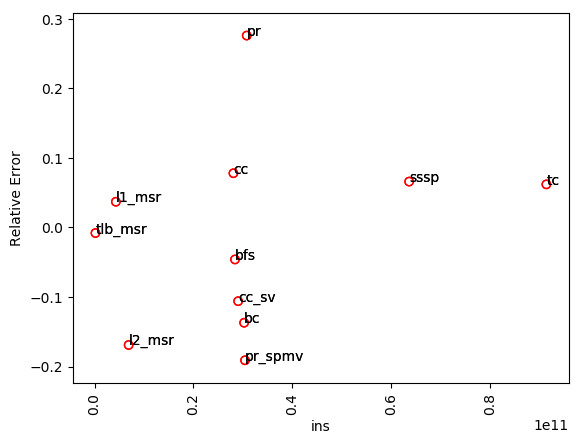 0.3
pr
0.2
0.1
cc
sssp
tc
l1_msr
0.0
tlb_msr
bfs
Relative Error
−0.1
cc_sv
bc
l2_msr
pr_spmv
−0.2
0.0
0.2
0.4
0.6
0.8
ins
1e11